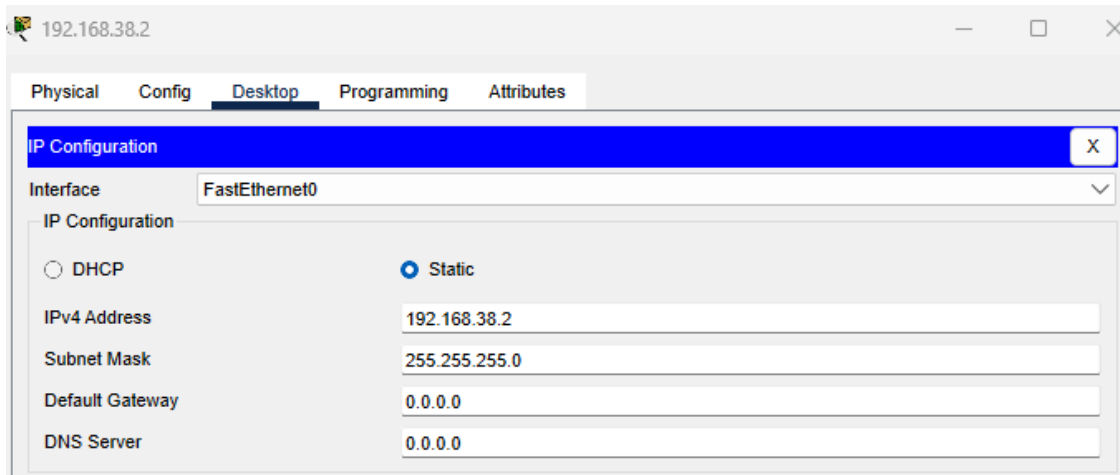 192.168.38.2
Physical Config Desktop Programming Attributes
IP Configuration X
Interface FastEthernet0
IP Configuration
DHCP Static
IPv4 Address 192.168.38.2
Subnet Mask 255.255.255.0
Default Gateway 0.0.0.0
DNS Server 0.0.0.0